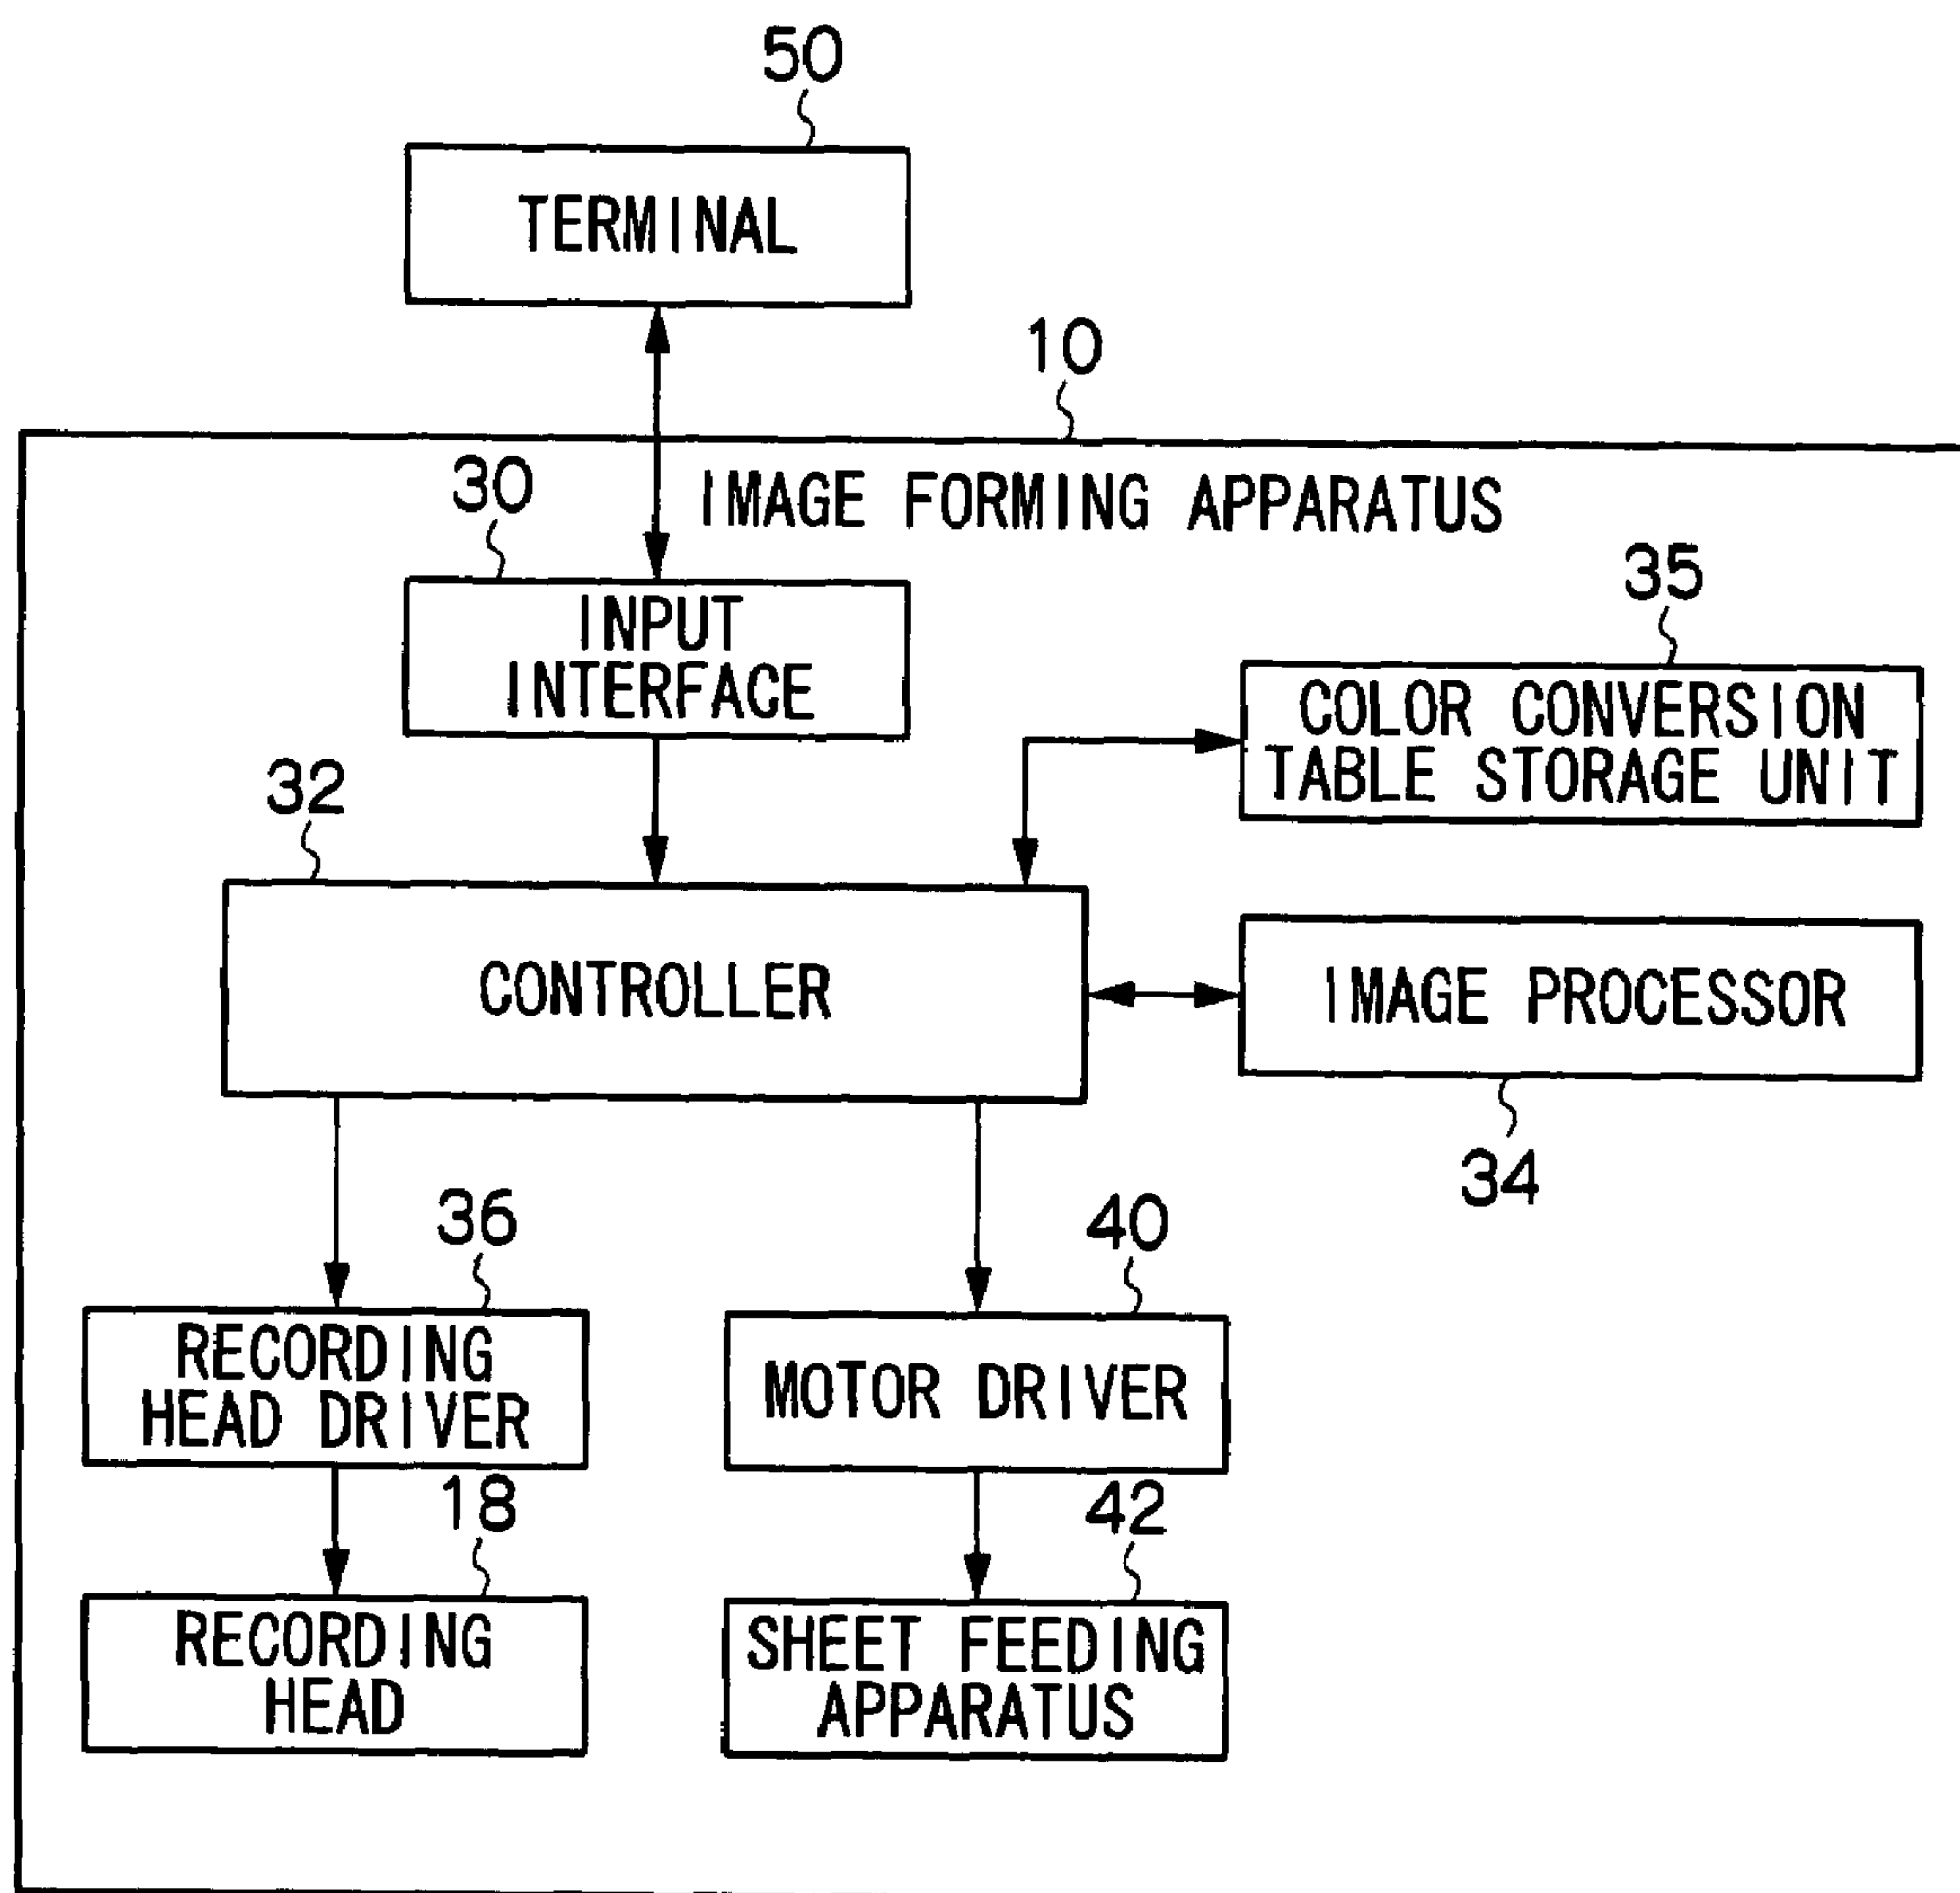 50
TERMINAL
10
30
IMAGE FORMING APPARATUS
INPUT
INTERFACE
35
COLOR CONVERSION
TABLE STORAGE UNIT
32
CONTROLLER
IMAGE PROCESSOR
34
36
RECORDING
HEAD DRIVER
40
MOTOR DRIVER
18
RECORDING
HEAD
42
SHEET FEEDING
APPARATUS